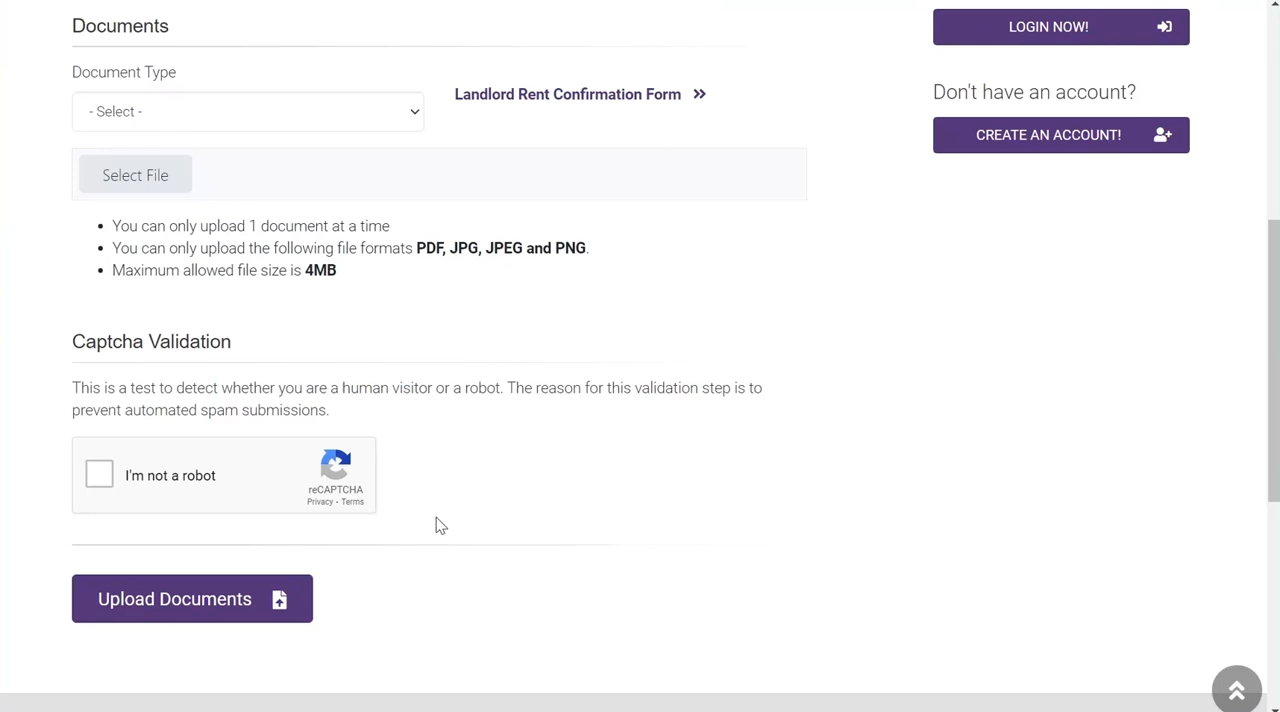 Documents
LOGIN NOW!
Document Type
Landlord Rent Confirmation Form
- Select -
Don't have an account?
CREATE AN ACCOUNT!
Select File
You can only upload 1 document at a time
You can only upload the following file formats PDF, JPG, JPEG and PNG.
Maximum allowed file size is 4MB
Captcha Validation
This is a test to detect whether you are a human visitor or a robot. The reason for this validation step is to
prevent automated spam submissions.
I'm not a robot
reCAPTCHA
Privacy - Terms
Upload Documents